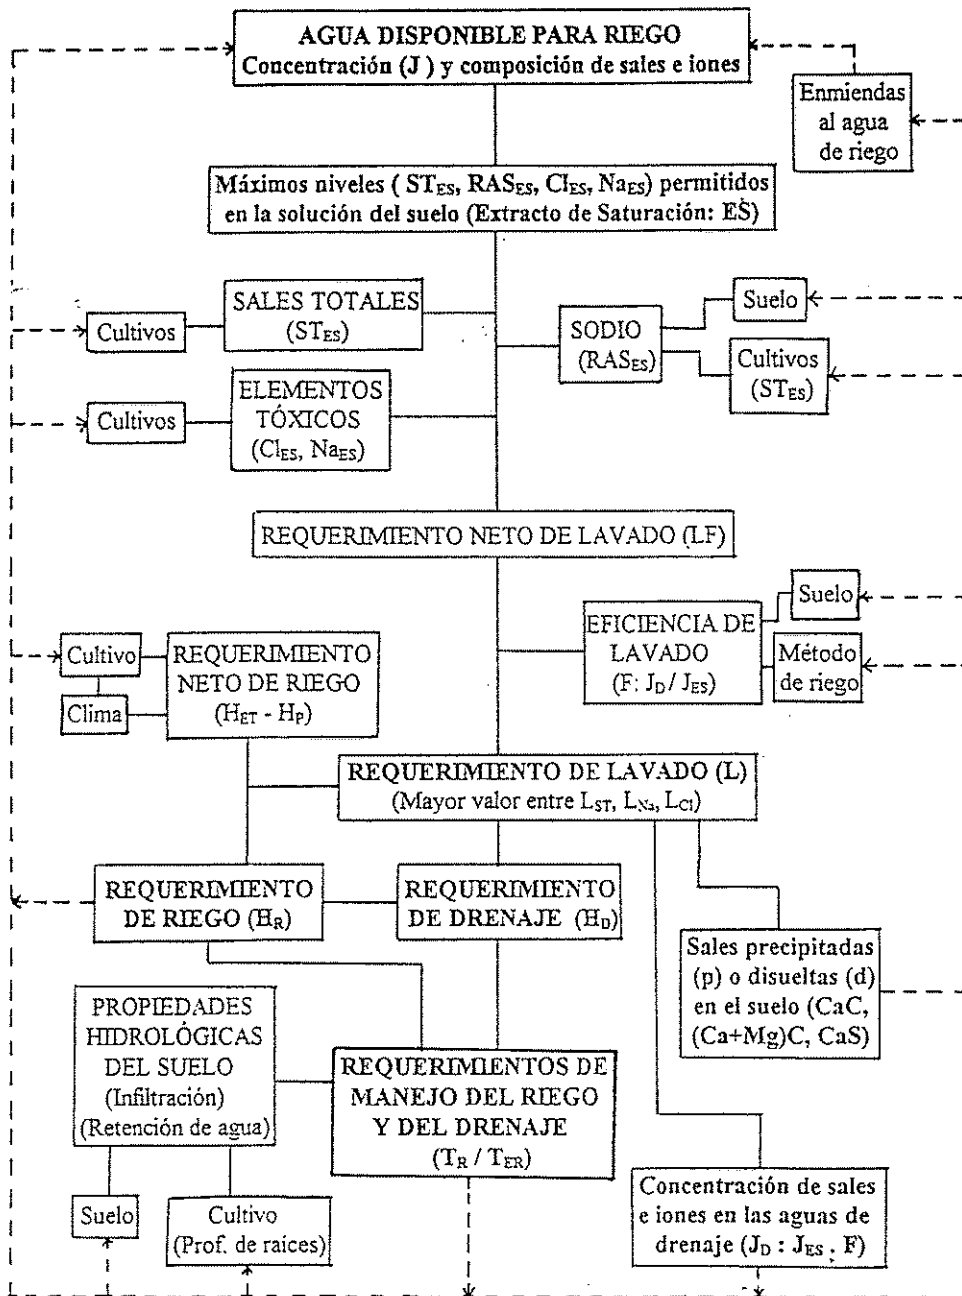 AGUA DISPONIBLE PARA RIEGO
Concentración (J ) y composición de sales e iones
Enmiendas
al agua
de riego
Máximos niveles ( ST_ES, RAS_ES, Cl_ES, Na_ES) permitidos
en la solución del suelo (Extracto de Saturación: ES)
SALES TOTALES
(ST_ES)
Cultivos
SODIO
(RAS_ES)
Suelo
Cultivos
(ST_ES)
ELEMENTOS
TÓXICOS
(Cl_ES, Na_ES)
Cultivos
REQUERIMIENTO NETO DE LAVADO (LF)
EFICIENCIA DE
LAVADO
(F: J_D / J_ES)
Suelo
Método
de riego
Cultivo
Clima
REQUERIMIENTO
NETO DE RIEGO
(H_ET - H_P)
REQUERIMIENTO DE LAVADO (L)
(Mayor valor entre L_ST, L_Na, L_Cl)
REQUERIMIENTO
DE RIEGO (H_R)
REQUERIMIENTO
DE DRENAJE (H_D)
Sales precipitadas
(p) o disueltas (d)
en el suelo (CaC,
(Ca+Mg)C, CaS)
PROPIEDADES
HIDROLÓGICAS
DEL SUELO
(Infiltración)
(Retención de agua)
REQUERIMIENTOS DE
MANEJO DEL RIEGO
Y DEL DRENAJE
(T_R / T_ER)
Suelo
Cultivo
(Prof. de raíces)
Concentración de sales
e iones en las aguas de
drenaje (J_D : J_ES . F)